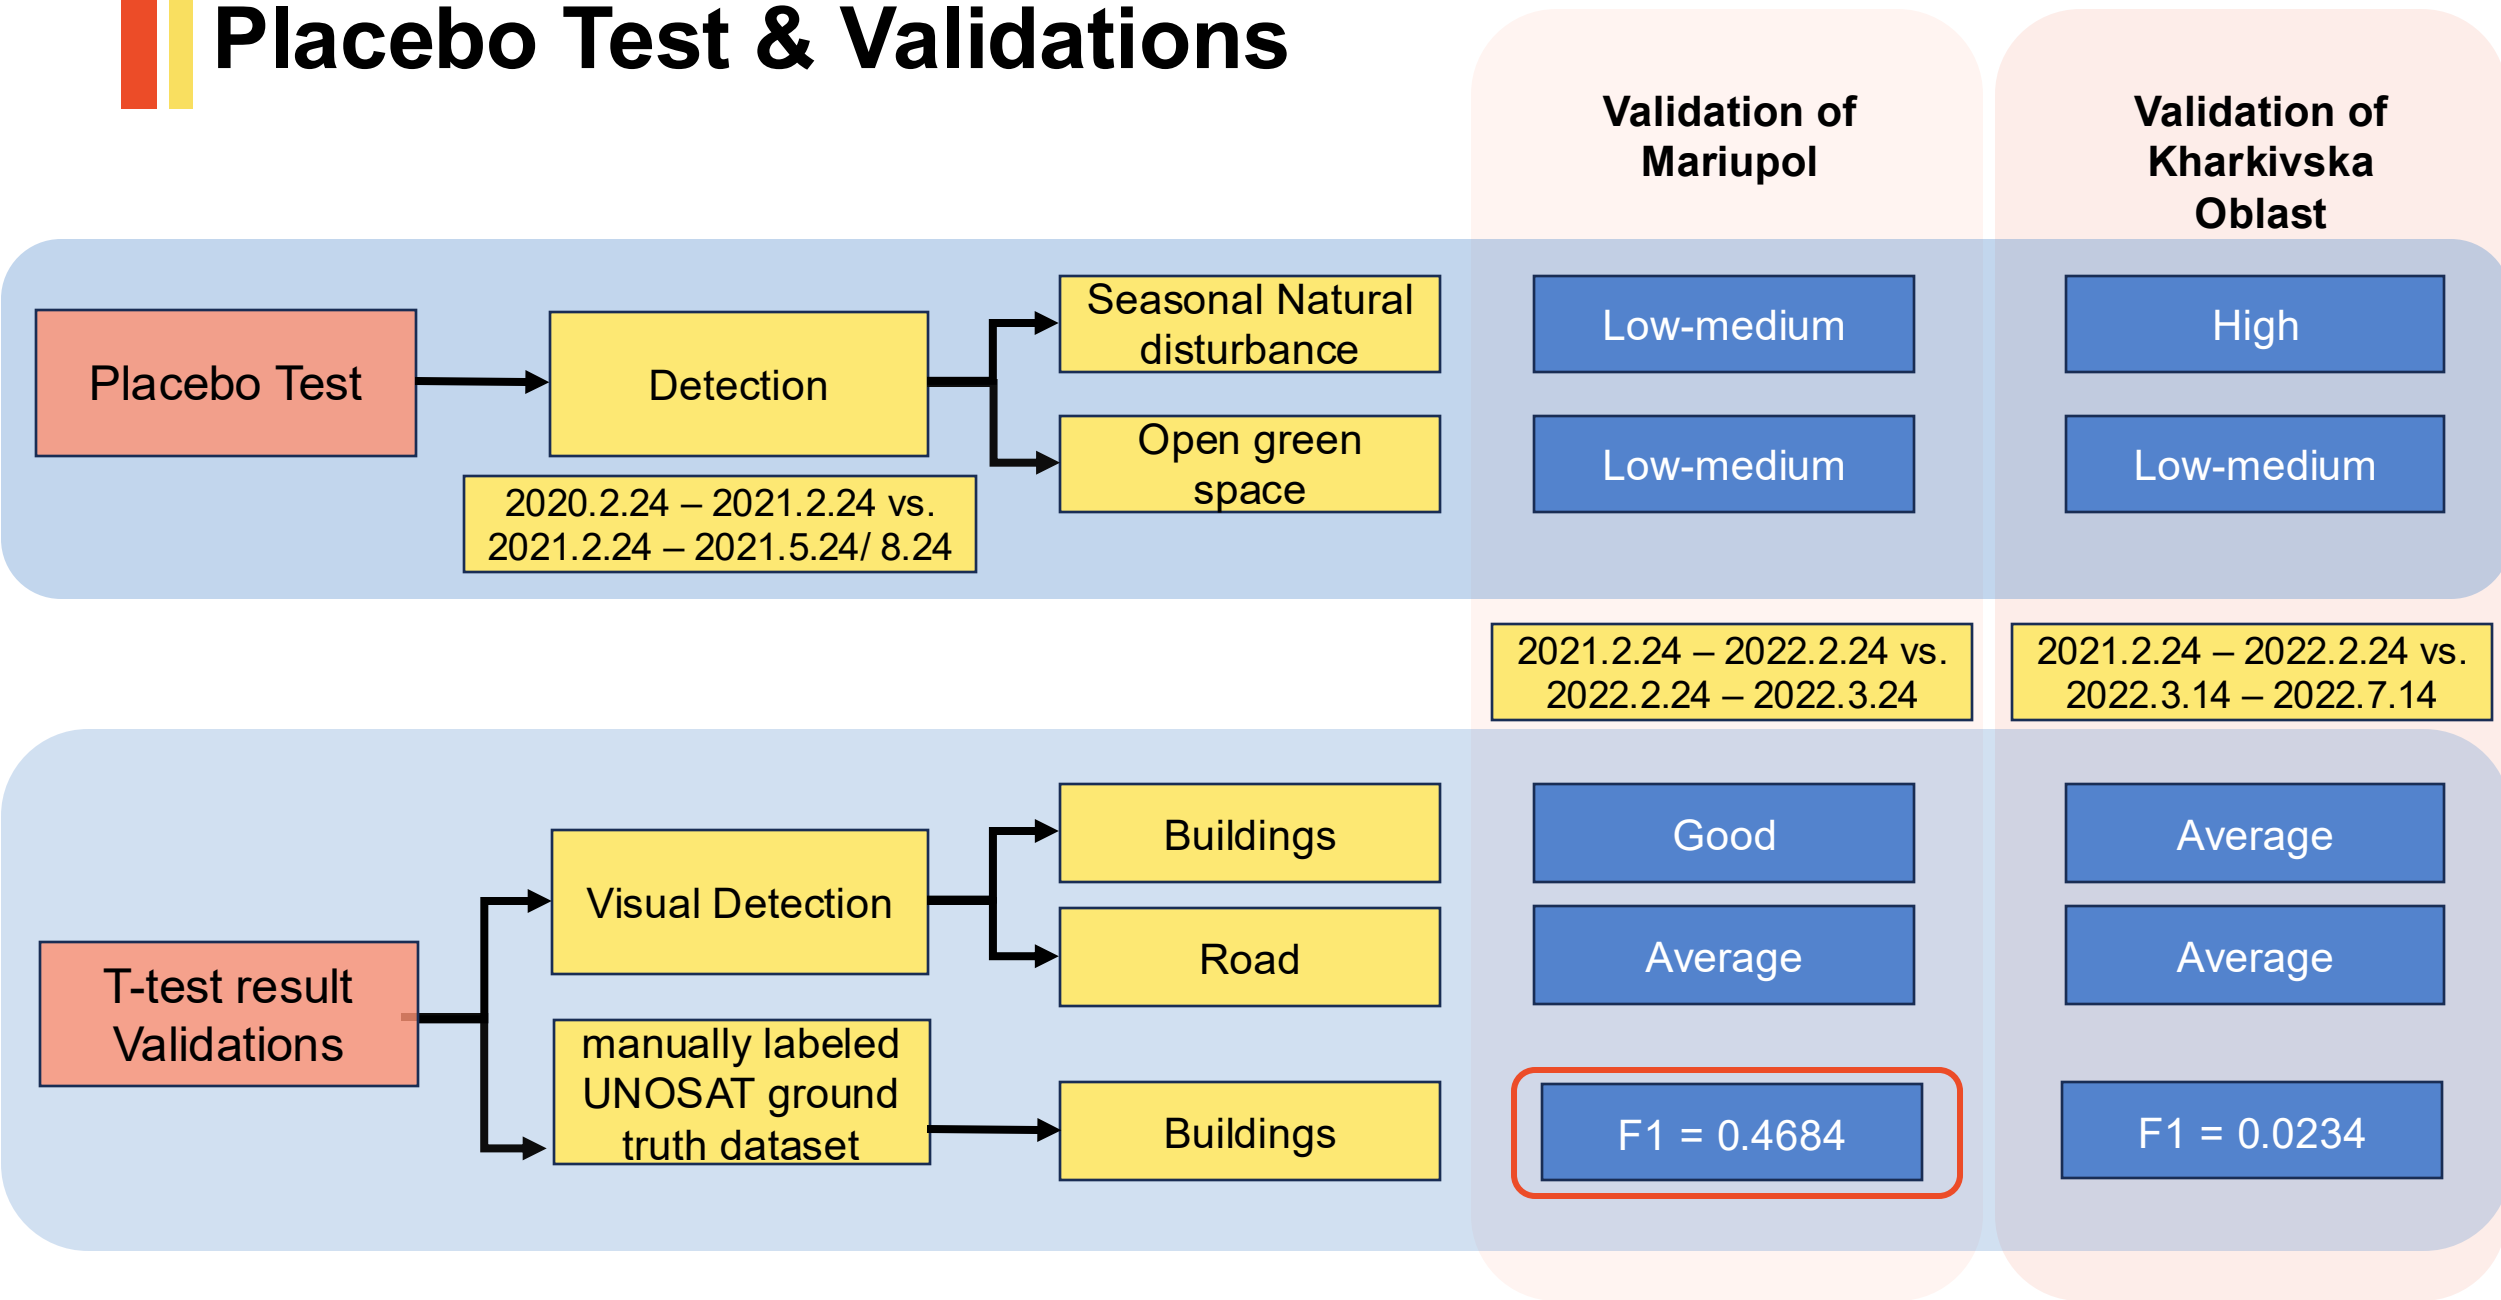 Placebo Test & Validations
Validation of
Mariupol
Validation of
Kharkivska
Oblast
Placebo Test
Detection
2020.2.24 – 2021.2.24 vs.
2021.2.24 – 2021.5.24/ 8.24
Seasonal Natural
disturbance
Low-medium
High
Open green
space
Low-medium
Low-medium
2021.2.24 – 2022.2.24 vs.
2022.2.24 – 2022.3.24
2021.2.24 – 2022.2.24 vs.
2022.3.14 – 2022.7.14
T-test result
Validations
Visual Detection
Buildings
Good
Average
Road
Average
Average
manually labeled
UNOSAT ground
truth dataset
Buildings
F1 = 0.4684
F1 = 0.0234